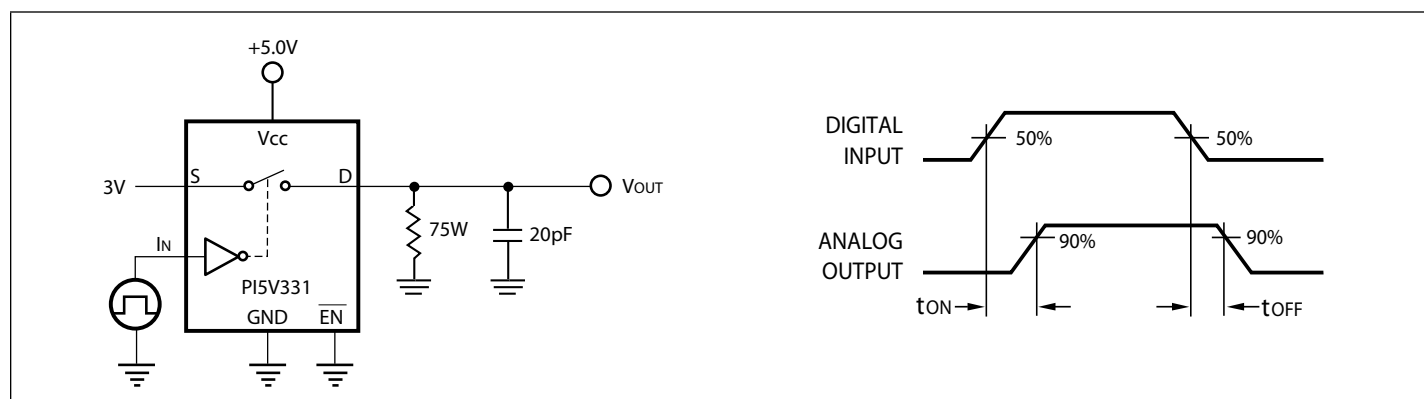 +5.0V
Vcc
S
D
3V
VOUT
75W
20pF
IN
PI5V331
GND
EN
DIGITAL
INPUT
50%
50%
ANALOG
OUTPUT
90%
90%
tON
tOFF